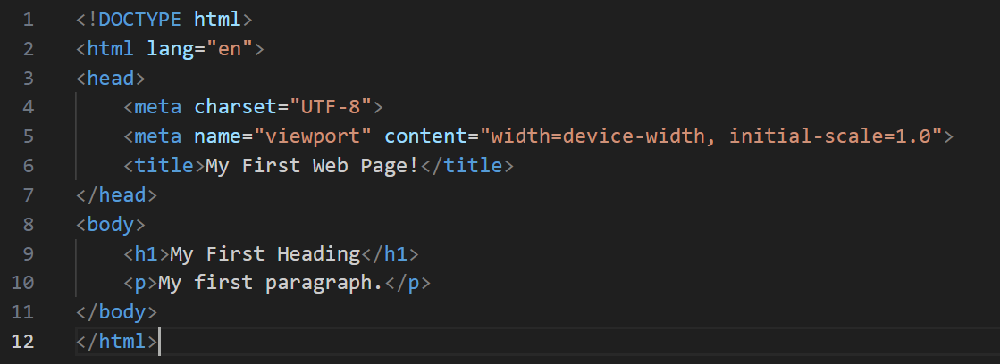 1 <!DOCTYPE html>
2 <html lang="en">
3 <head>
4     <meta charset="UTF-8">
5     <meta name="viewport" content="width=device-width, initial-scale=1.0">
6     <title>My First Web Page!</title>
7 </head>
8 <body>
9     <h1>My First Heading</h1>
10     <p>My first paragraph.</p>
11 </body>
12 </html>